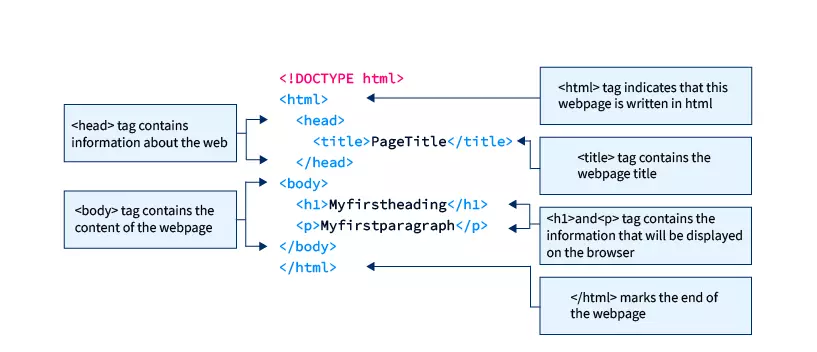 <!DOCTYPE html>
<html>
<head>
<title>PageTitle</title>
</head>
<body>
<h1>Myfirstheading</h1>
<p>Myfirstparagraph</p>
</body>
</html>
<head> tag contains
information about the web
<body> tag contains the
content of the webpage
<html> tag indicates that this
webpage is written in html
<title> tag contains the
webpage title
<h1>and<p> tag contains the
information that will be displayed
on the browser
</html> marks the end of
the webpage